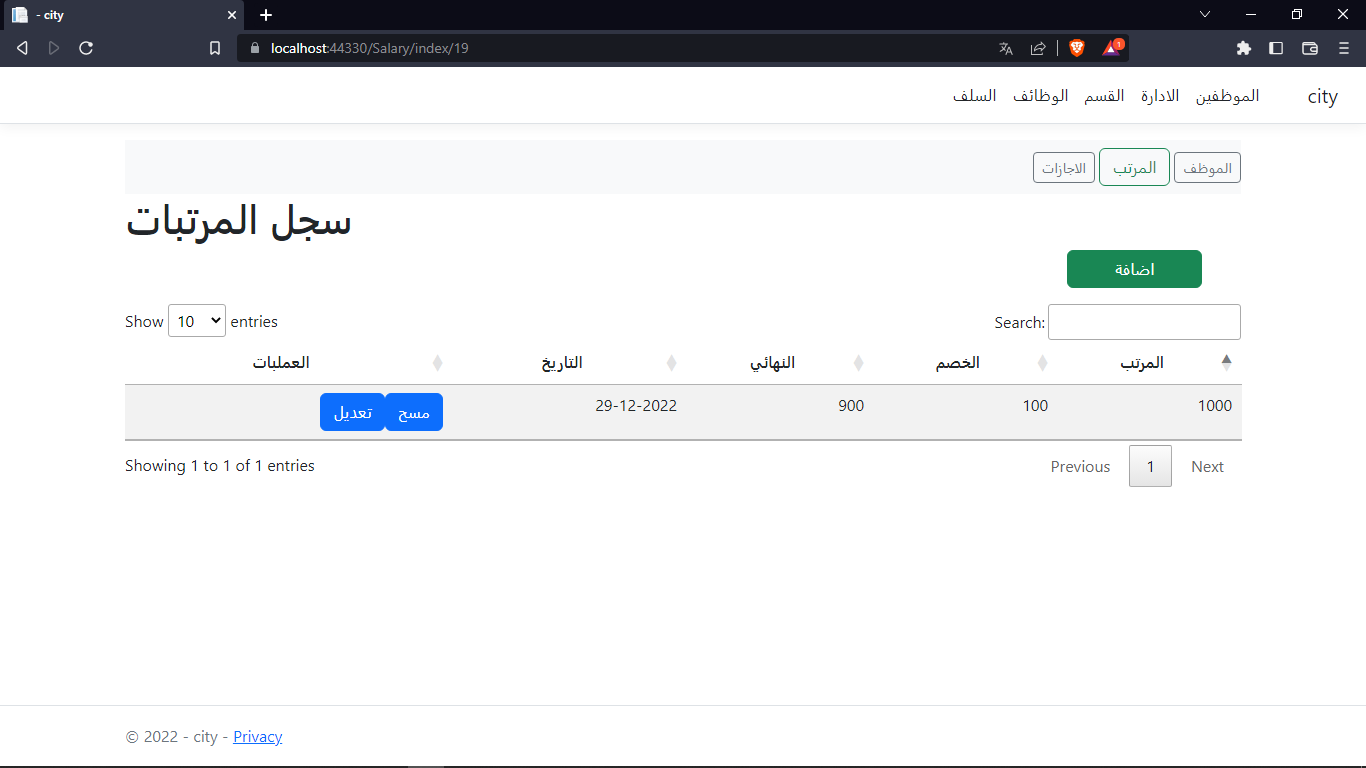 - city
localhost:44330/Salary/index/19
1
city الموظفين الادارة القسم الوظائف السلف
الموظف المرتب الاجازات
سجل المرتبات
اضافة
Show 10 entries Search:
المرتب الخصم النهائي التاريخ العمليات
1000 100 900 29-12-2022 مسح تعديل
Showing 1 to 1 of 1 entries Previous 1 Next
© 2022 - city - Privacy